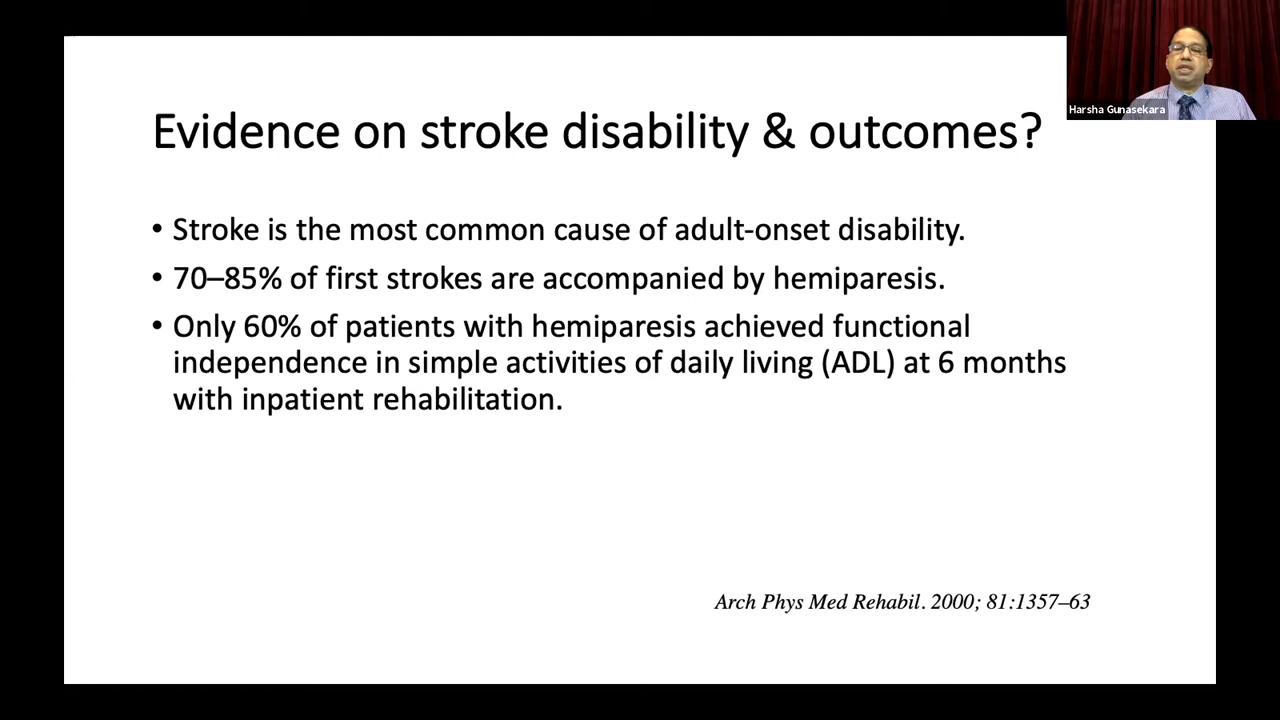 Harsha Gunasekara
Evidence on stroke disability & outcomes?
• Stroke is the most common cause of adult-onset disability.
• 70–85% of first strokes are accompanied by hemiparesis.
• Only 60% of patients with hemiparesis achieved functional
independence in simple activities of daily living (ADL) at 6 months
with inpatient rehabilitation.
Arch Phys Med Rehabil. 2000; 81:1357–63